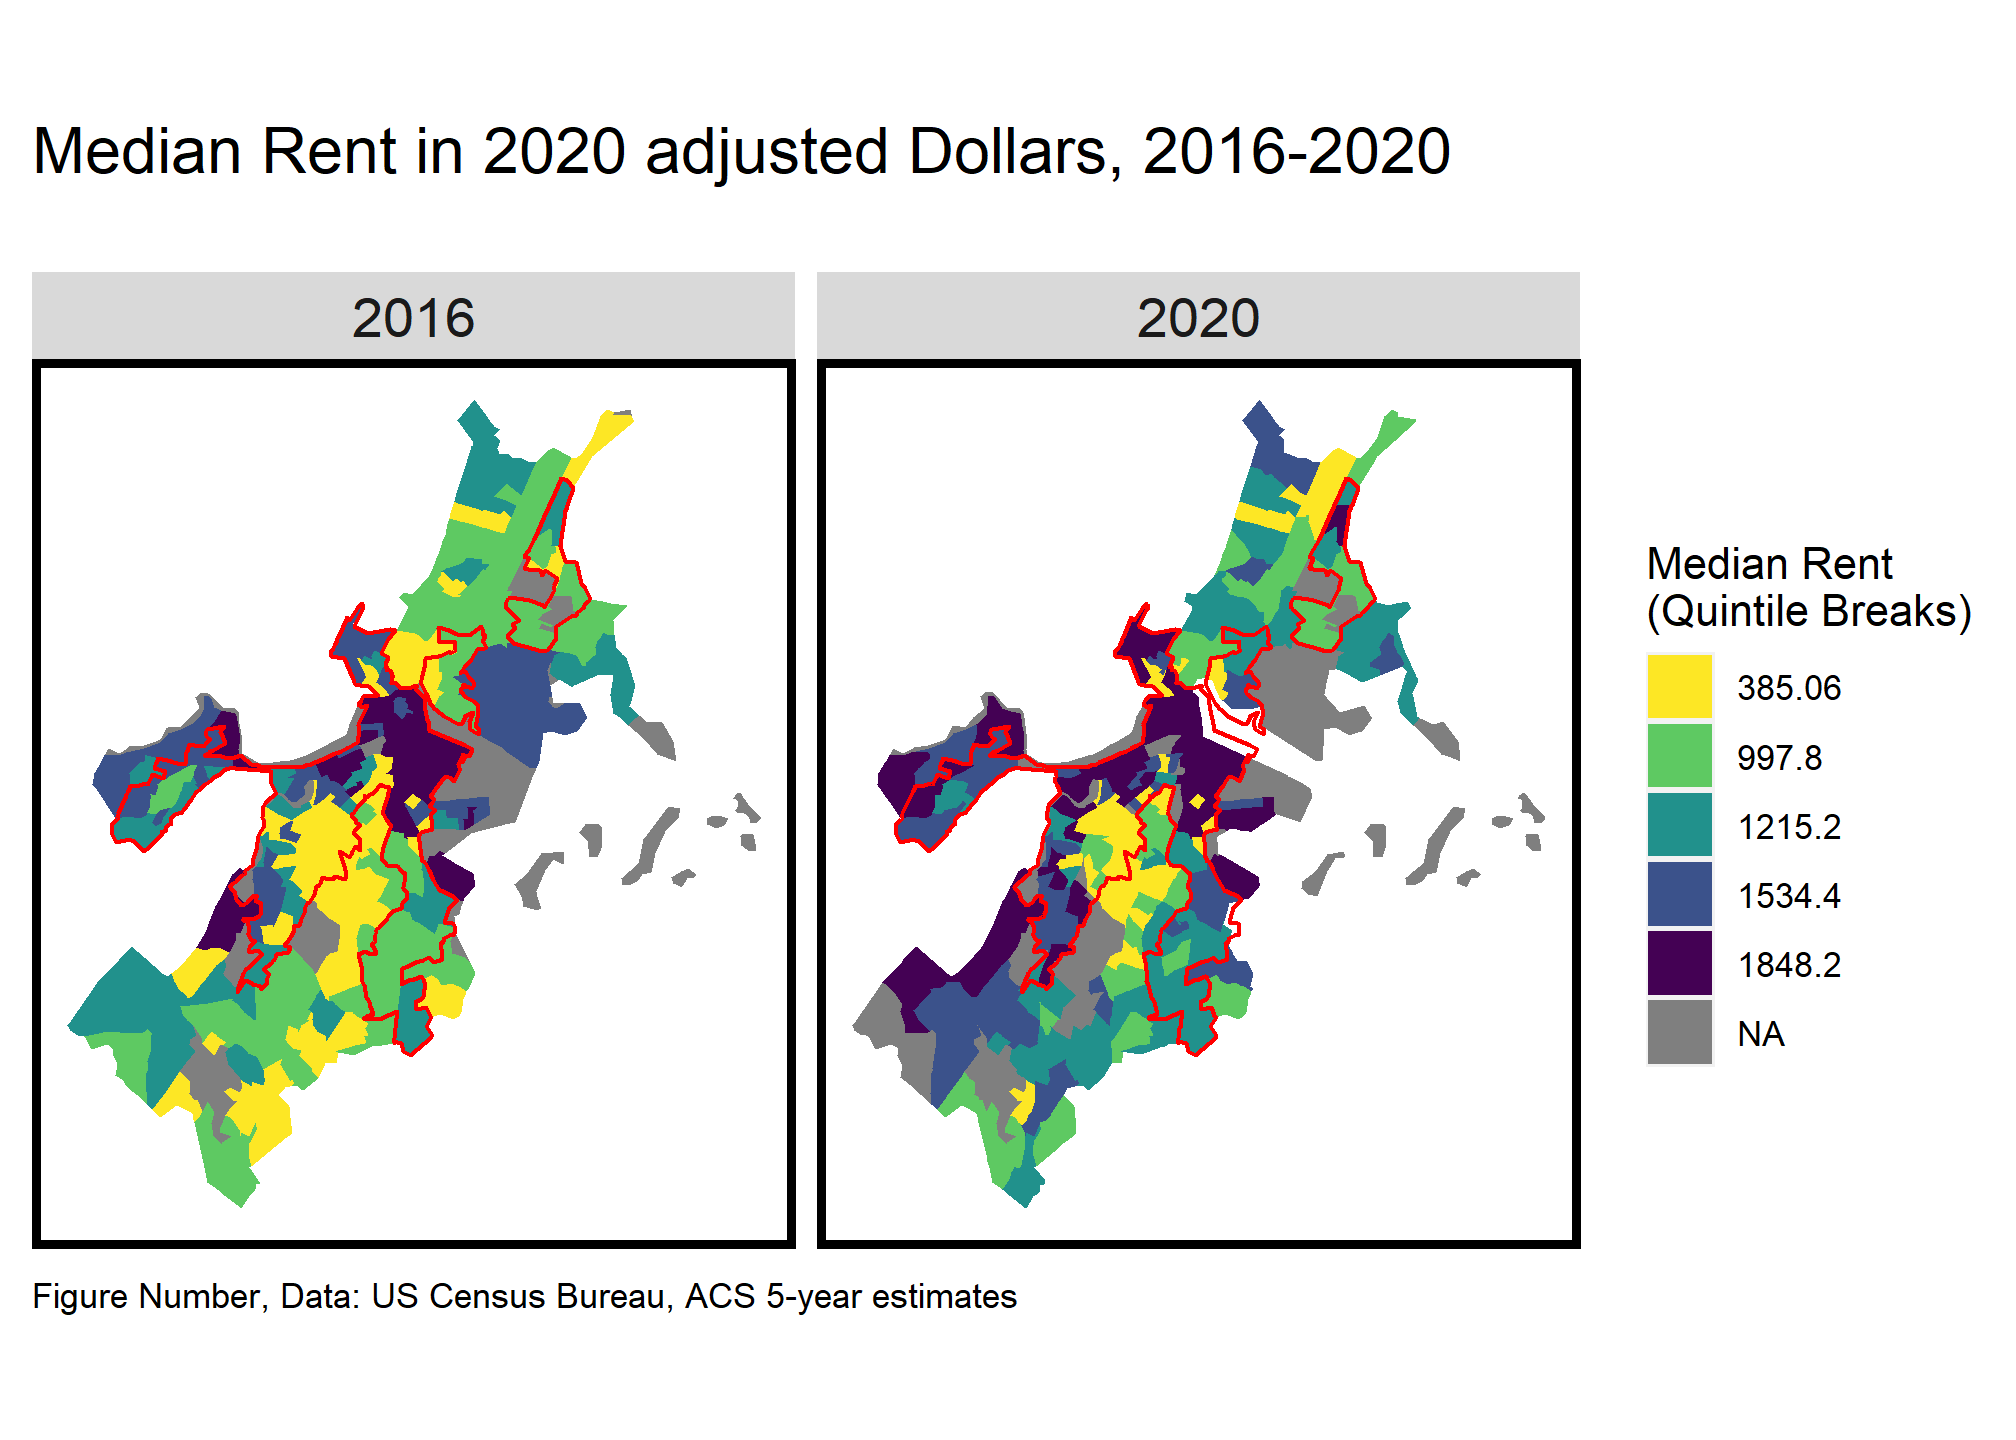 Median Rent in 2020 adjusted Dollars, 2016-2020
2016
2020
Median Rent
(Quintile Breaks)
385.06
997.8
1215.2
1534.4
1848.2
NA
Figure Number, Data: US Census Bureau, ACS 5-year estimates